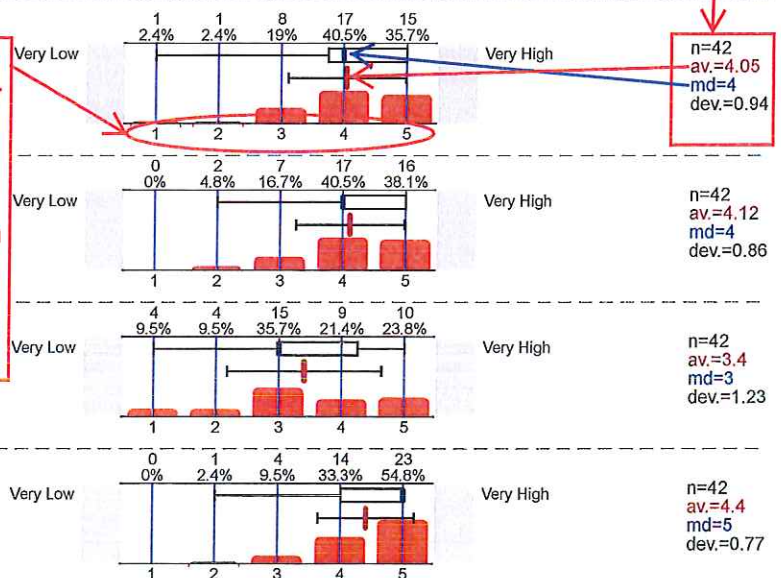 1 1 8 17 15
2.4% 2.4% 19% 40.5% 35.7%
Very Low Very High
n=42
av.=4.05
md=4
dev.=0.94
1 2 3 4 5
0 2 7 17 16
0% 4.8% 16.7% 40.5% 38.1%
Very Low Very High
n=42
av.=4.12
md=4
dev.=0.86
1 2 3 4 5
4 4 15 9 10
9.5% 9.5% 35.7% 21.4% 23.8%
Very Low Very High
n=42
av.=3.4
md=3
dev.=1.23
1 2 3 4 5
0 1 4 14 23
0% 2.4% 9.5% 33.3% 54.8%
Very Low Very High
n=42
av.=4.4
md=5
dev.=0.77
1 2 3 4 5